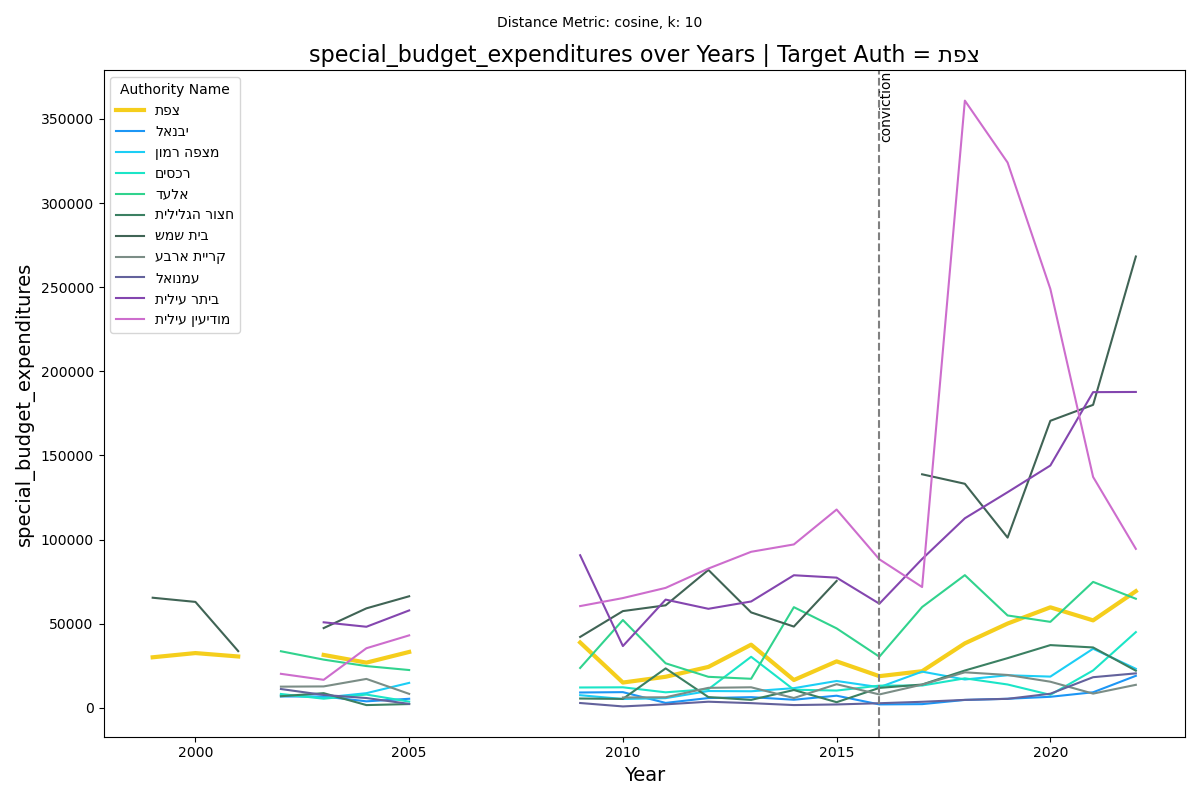 Distance Metric: cosine, k: 10
special_budget_expenditures over Years | Target Auth = צפת
conviction
Authority Name
צפת
יבנאל
מצפה רמון
רכסים
אלעד
חצור הגלילית
בית שמש
קריית ארבע
עמנואל
ביתר עילית
מודיעין עילית
special_budget_expenditures
350000
300000
250000
200000
150000
100000
50000
0
2000
2005
2010
2015
2020
Year